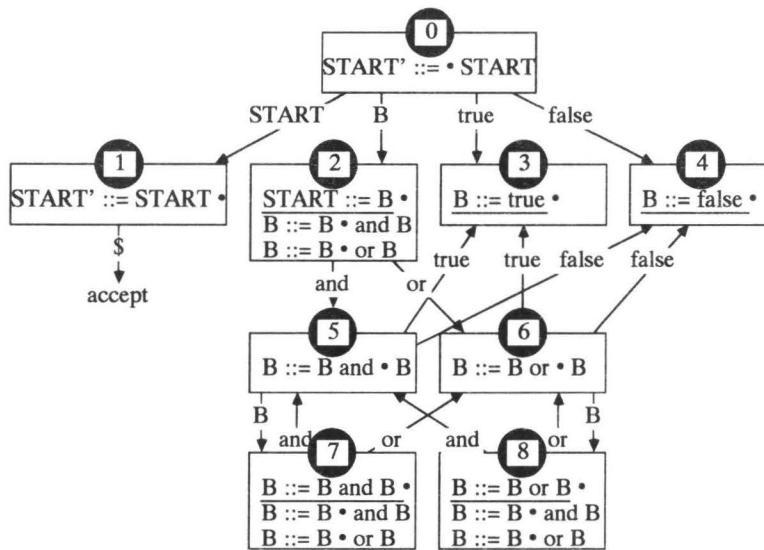 0
START' ::= • START
START B true false
1 2 3 4
START' ::= START • START ::= B • B ::= true • B ::= false •
B ::= B • and B
B ::= B • or B
$ true true false false
and or
accept
5 6
B ::= B and • B B ::= B or • B
B B
and or and or
7 8
B ::= B and B • B ::= B or B •
B ::= B • and B B ::= B • and B
B ::= B • or B B ::= B • or B